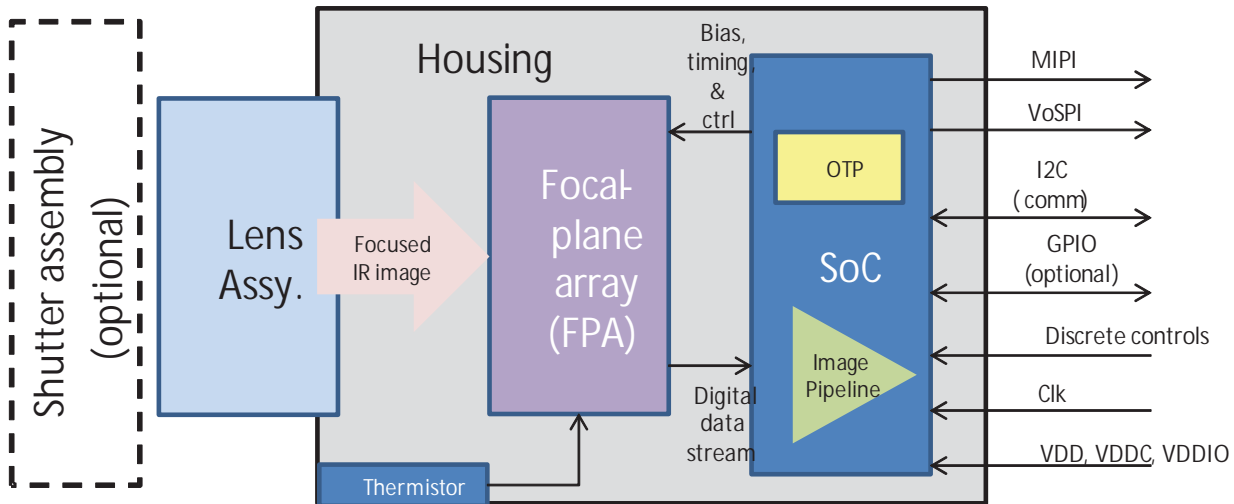 Shutter assembly
(optional)
Lens
Assy.
Housing
Focused
IR image
Focal-
plane
array
(FPA)
Thermistor
Bias,
timing,
&
ctrl
Digital
data
stream
OTP
SoC
Image
Pipeline
MIPI
VoSPI
I2C
( comm)
GPIO
(optional)
Discrete controls
Clk
VDD, VDDC, VDDIO